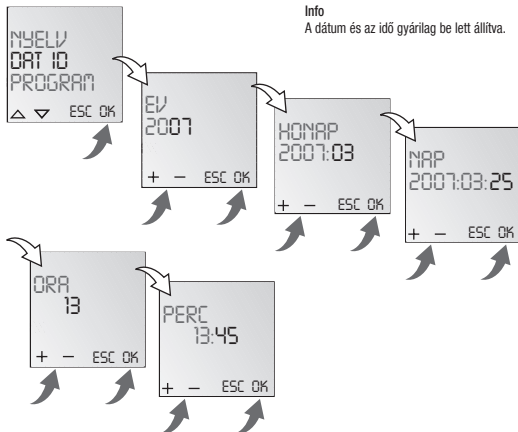 Info
A dátum és az idő gyárilag be lett állítva.
NYELV
DAT ID
PROGRAM
△ ▽ ESC OK
EV
2007
+ − ESC OK
HONAP
2007:03
+ − ESC OK
NAP
2007:03:25
+ − ESC OK
ORA
13
+ − ESC OK
PERC
13:45
+ − ESC OK